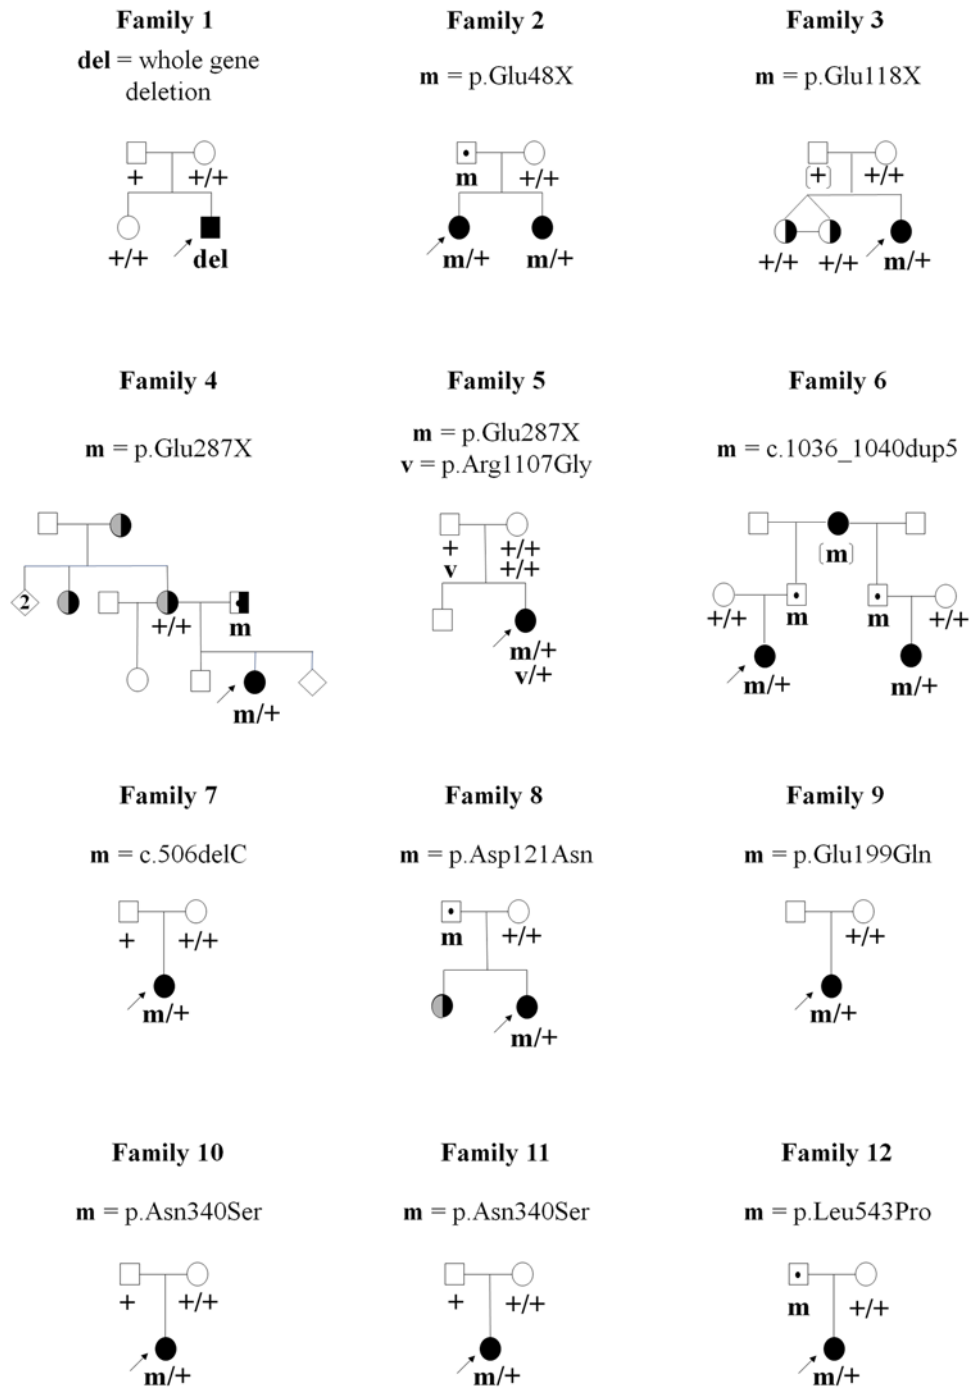 Family 1
del = whole gene
deletion
+ +/+
+/+ del
Family 2
m = p.Glu48X
m +/+
m/+ m/+
Family 3
m = p.Glu118X
[+] +/+
+/+ +/+ m/+
Family 4
m = p.Glu287X
2
+/+ m
m/+
Family 5
m = p.Glu287X
v = p.Arg1107Gly
+ +/+
v +/+
m/+
v/+
Family 6
m = c.1036_1040dup5
[m]
+/+ m m +/+
m/+ m/+
Family 7
m = c.506delC
+ +/+
m/+
Family 8
m = p.Asp121Asn
m +/+
m/+
Family 9
m = p.Glu199Gln
+/+
m/+
Family 10
m = p.Asn340Ser
+ +/+
m/+
Family 11
m = p.Asn340Ser
+ +/+
m/+
Family 12
m = p.Leu543Pro
m +/+
m/+